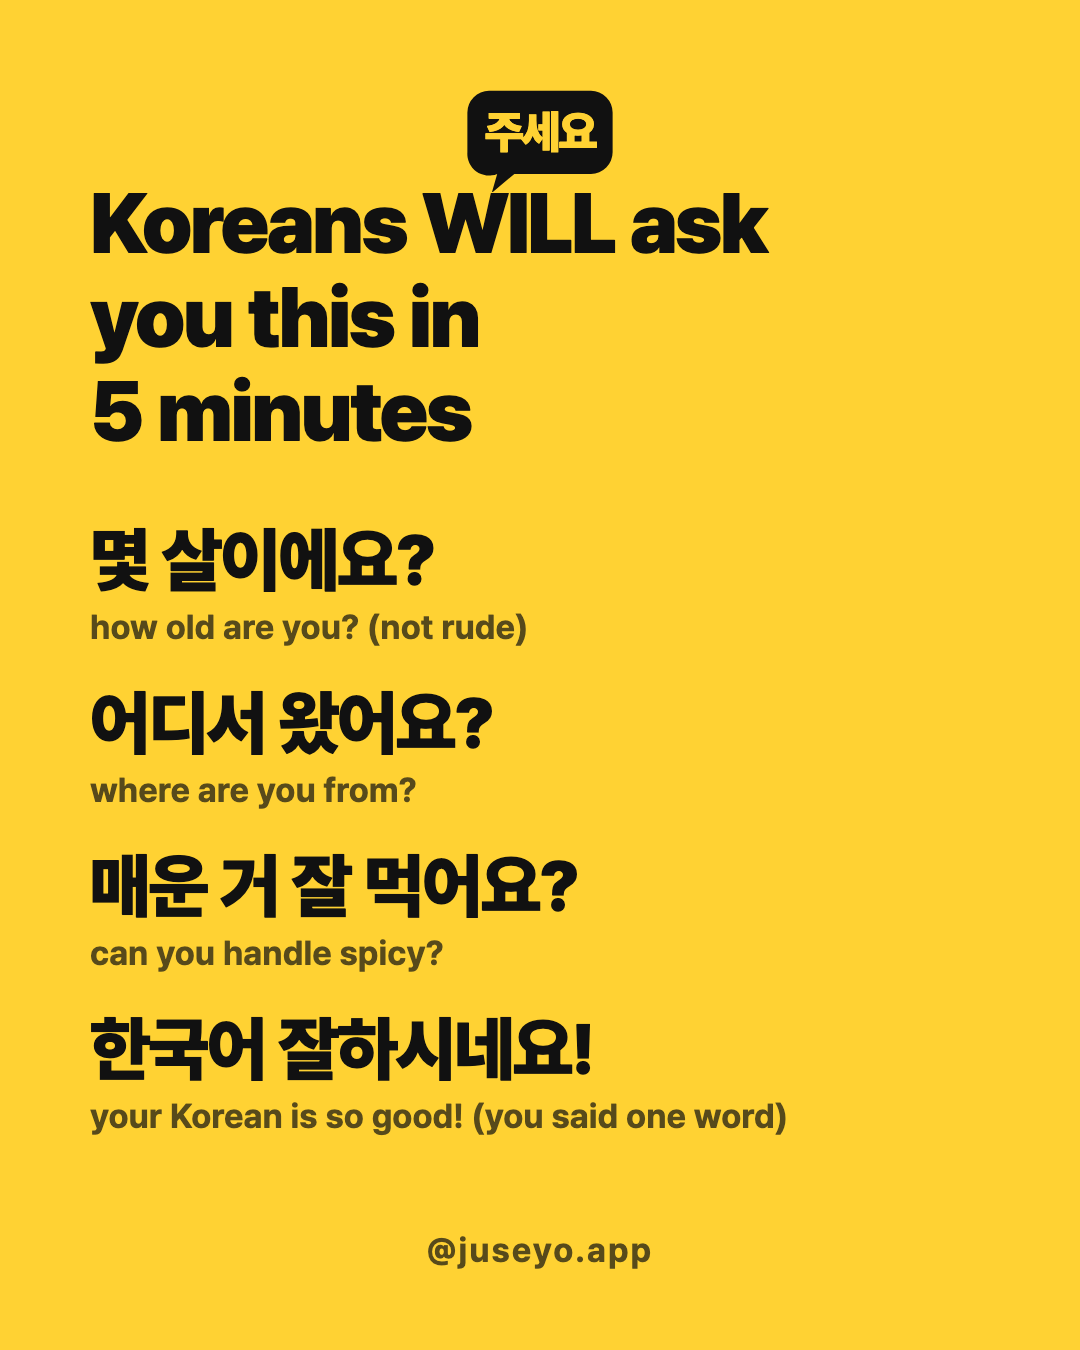 주세요
Koreans WILL ask
you this in
5 minutes
몇 살이에요?
how old are you? (not rude)
어디서 왔어요?
where are you from?
매운 거 잘 먹어요?
can you handle spicy?
한국어 잘하시네요!
your Korean is so good! (you said one word)
@juseyo.app